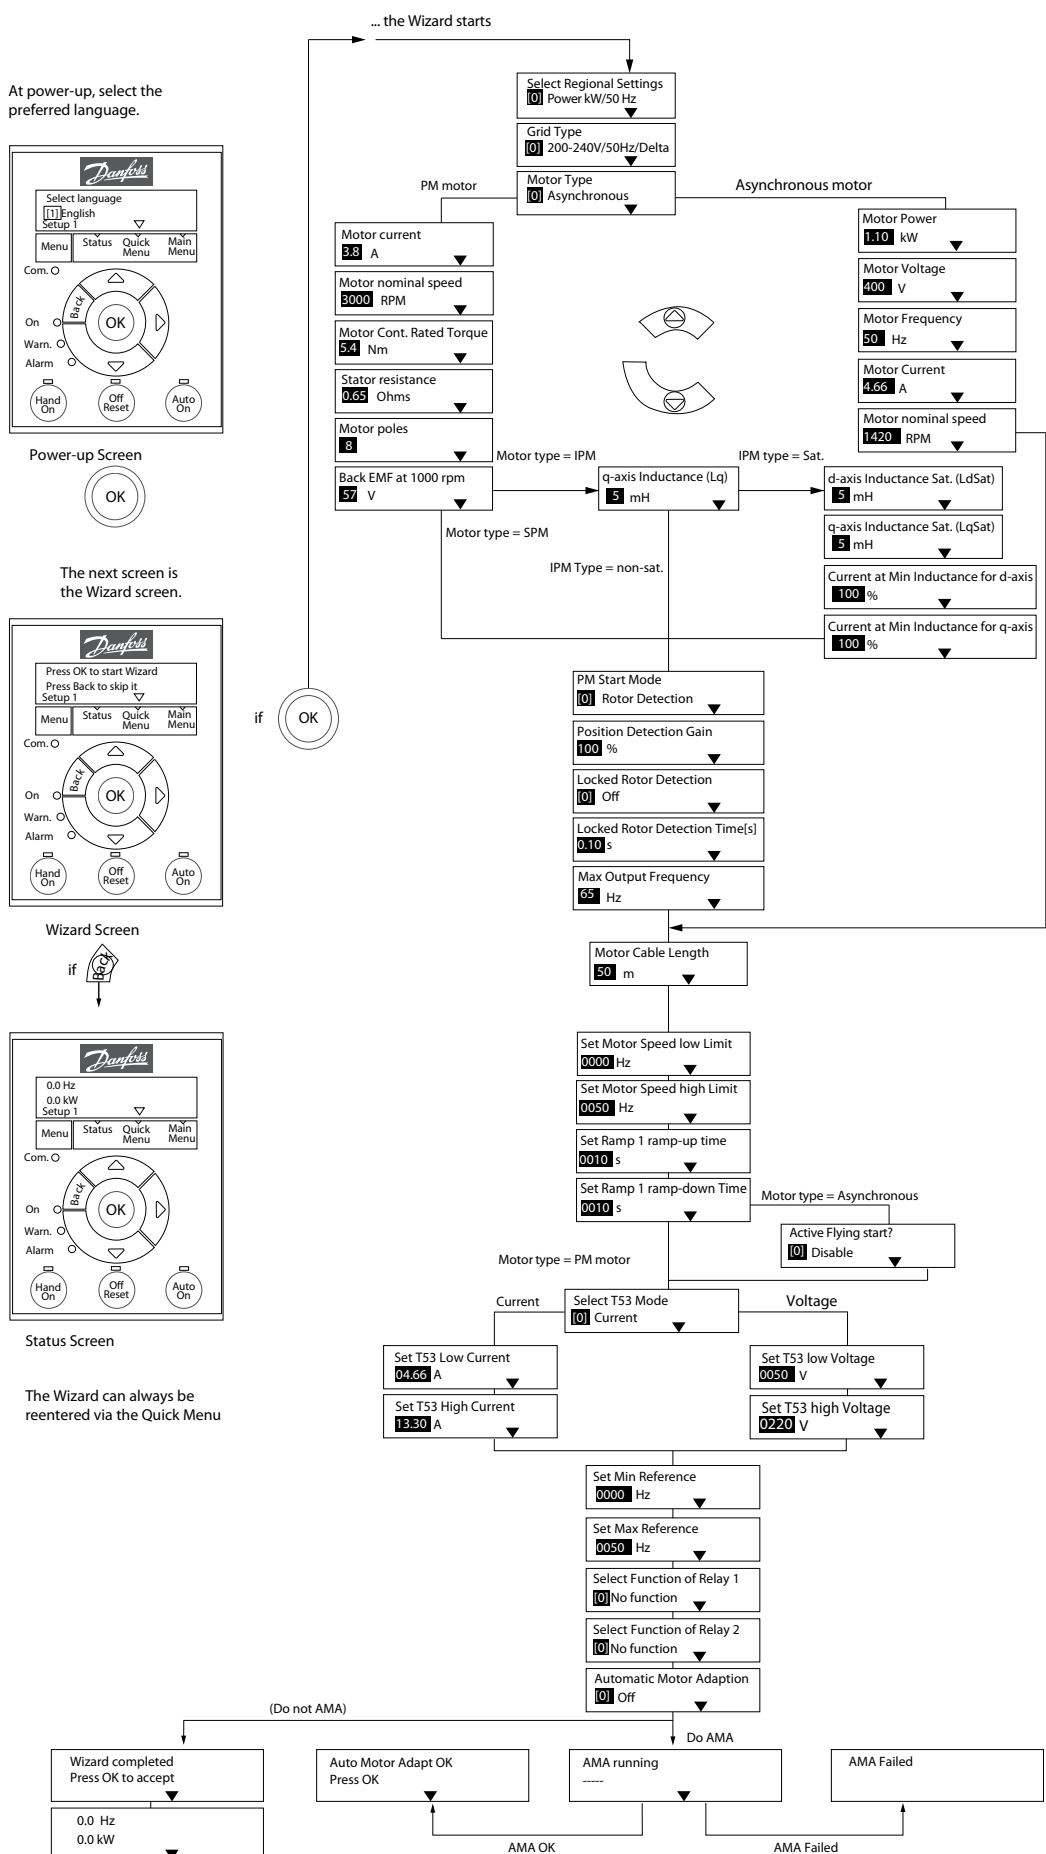 ... the Wizard starts
At power-up, select the
preferred language.
Danfoss
Select language
[1] English
Setup 1
Menu
Status
Quick
Menu
Main
Menu
Com.
Back
OK
On
Warn.
Alarm
Hand
On
Off
Reset
Auto
On
Power-up Screen
OK
The next screen is
the Wizard screen.
Danfoss
Press OK to start Wizard
Press Back to skip it
Setup 1
Menu
Status
Quick
Menu
Main
Menu
Com.
Back
OK
On
Warn.
Alarm
Hand
On
Off
Reset
Auto
On
Wizard Screen
if
Back
if
OK
Danfoss
0.0 Hz
0.0 kW
Setup 1
Menu
Status
Quick
Menu
Main
Menu
Com.
Back
OK
On
Warn.
Alarm
Hand
On
Off
Reset
Auto
On
Status Screen
The Wizard can always be
reentered via the Quick Menu
Select Regional Settings
[0] Power kW/50 Hz
Grid Type
[0] 200-240V/50Hz/Delta
Motor Type
[0] Asynchronous
PM motor
Asynchronous motor
Motor current
3.8 A
Motor nominal speed
3000 RPM
Motor Cont. Rated Torque
5.4 Nm
Stator resistance
0.65 Ohms
Motor poles
8
Back EMF at 1000 rpm
57 V
Motor Power
1.10 kW
Motor Voltage
400 V
Motor Frequency
50 Hz
Motor Current
4.66 A
Motor nominal speed
1420 RPM
Motor type = IPM
q-axis Inductance (Lq)
5 mH
IPM type = Sat.
d-axis Inductance Sat. (LdSat)
5 mH
q-axis Inductance Sat. (LqSat)
5 mH
Current at Min Inductance for d-axis
100 %
Current at Min Inductance for q-axis
100 %
Motor type = SPM
IPM Type = non-sat.
PM Start Mode
[0] Rotor Detection
Position Detection Gain
100 %
Locked Rotor Detection
[0] Off
Locked Rotor Detection Time[s]
0.10 s
Max Output Frequency
65 Hz
Motor Cable Length
50 m
Set Motor Speed low Limit
0000 Hz
Set Motor Speed high Limit
0050 Hz
Set Ramp 1 ramp-up time
0010 s
Set Ramp 1 ramp-down Time
0010 s
Motor type = Asynchronous
Active Flying start?
[0] Disable
Motor type = PM motor
Current
Select T53 Mode
[0] Current
Voltage
Set T53 Low Current
04.66 A
Set T53 High Current
13.30 A
Set T53 low Voltage
0050 V
Set T53 high Voltage
0220 V
Set Min Reference
0000 Hz
Set Max Reference
0050 Hz
Select Function of Relay 1
[0] No function
Select Function of Relay 2
[0] No function
Automatic Motor Adaption
[0] Off
(Do not AMA)
Do AMA
Wizard completed
Press OK to accept
0.0 Hz
0.0 kW
Auto Motor Adapt OK
Press OK
AMA running
-----
AMA Failed
AMA OK
AMA Failed